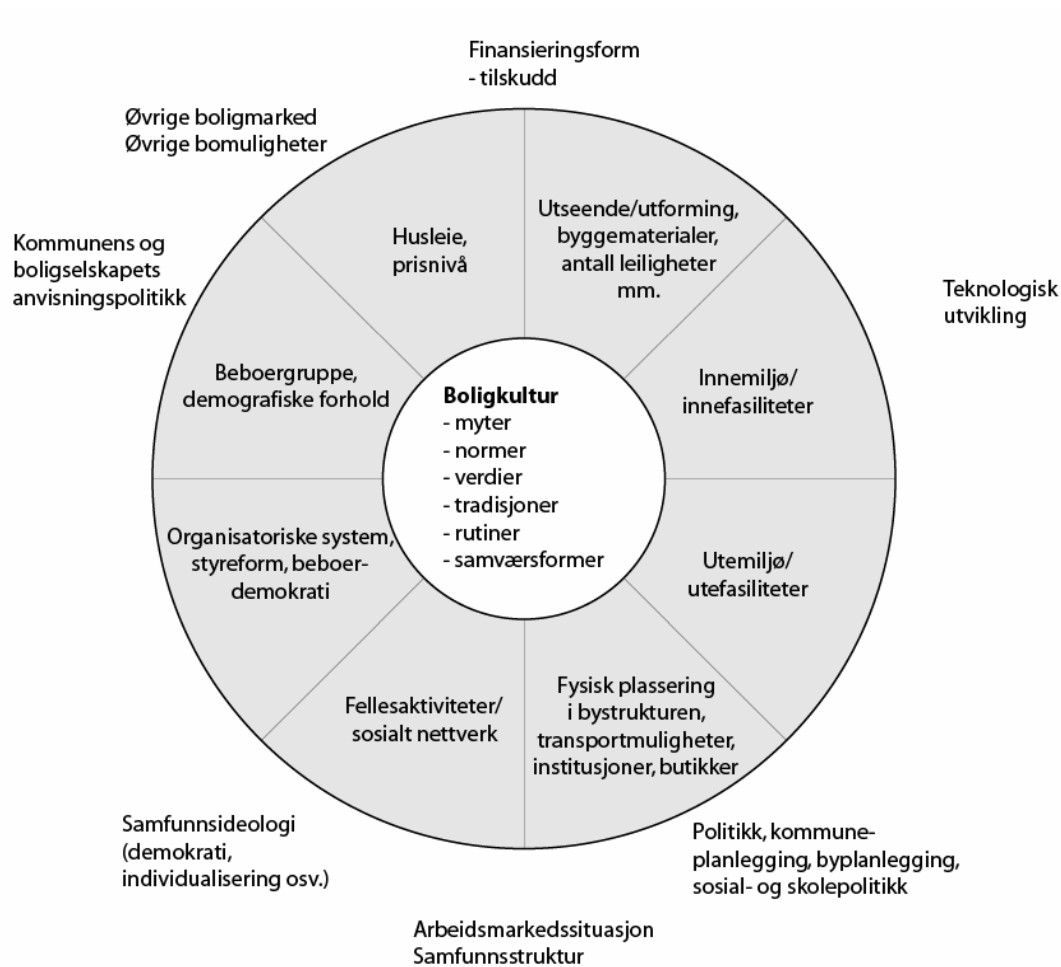 Finansieringsform
- tilskudd
Øvrige boligmarked
Øvrige bomuligheter
Kommunens og
boligselskapets
anvisningspolitikk
Teknologisk
utvikling
Husleie,
prisnivå
Utseende/utforming,
byggematerialer,
antall leiligheter
mm.
Beboergruppe,
demografiske forhold
Innemiljø/
innefasiliteter
Boligkultur
- myter
- normer
- verdier
- tradisjoner
- rutiner
- samværsformer
Organisatoriske system,
styreform, beboer-
demokrati
Utemiljø/
utefasiliteter
Fellesaktiviteter/
sosialt nettverk
Fysisk plassering
i bystrukturen,
transportmuligheter,
institusjoner, butikker
Samfunnsideologi
(demokrati,
individualisering osv.)
Politikk, kommune-
planlegging, byplanlegging,
sosial- og skolepolitikk
Arbeidsmarkedssituasjon
Samfunnsstruktur